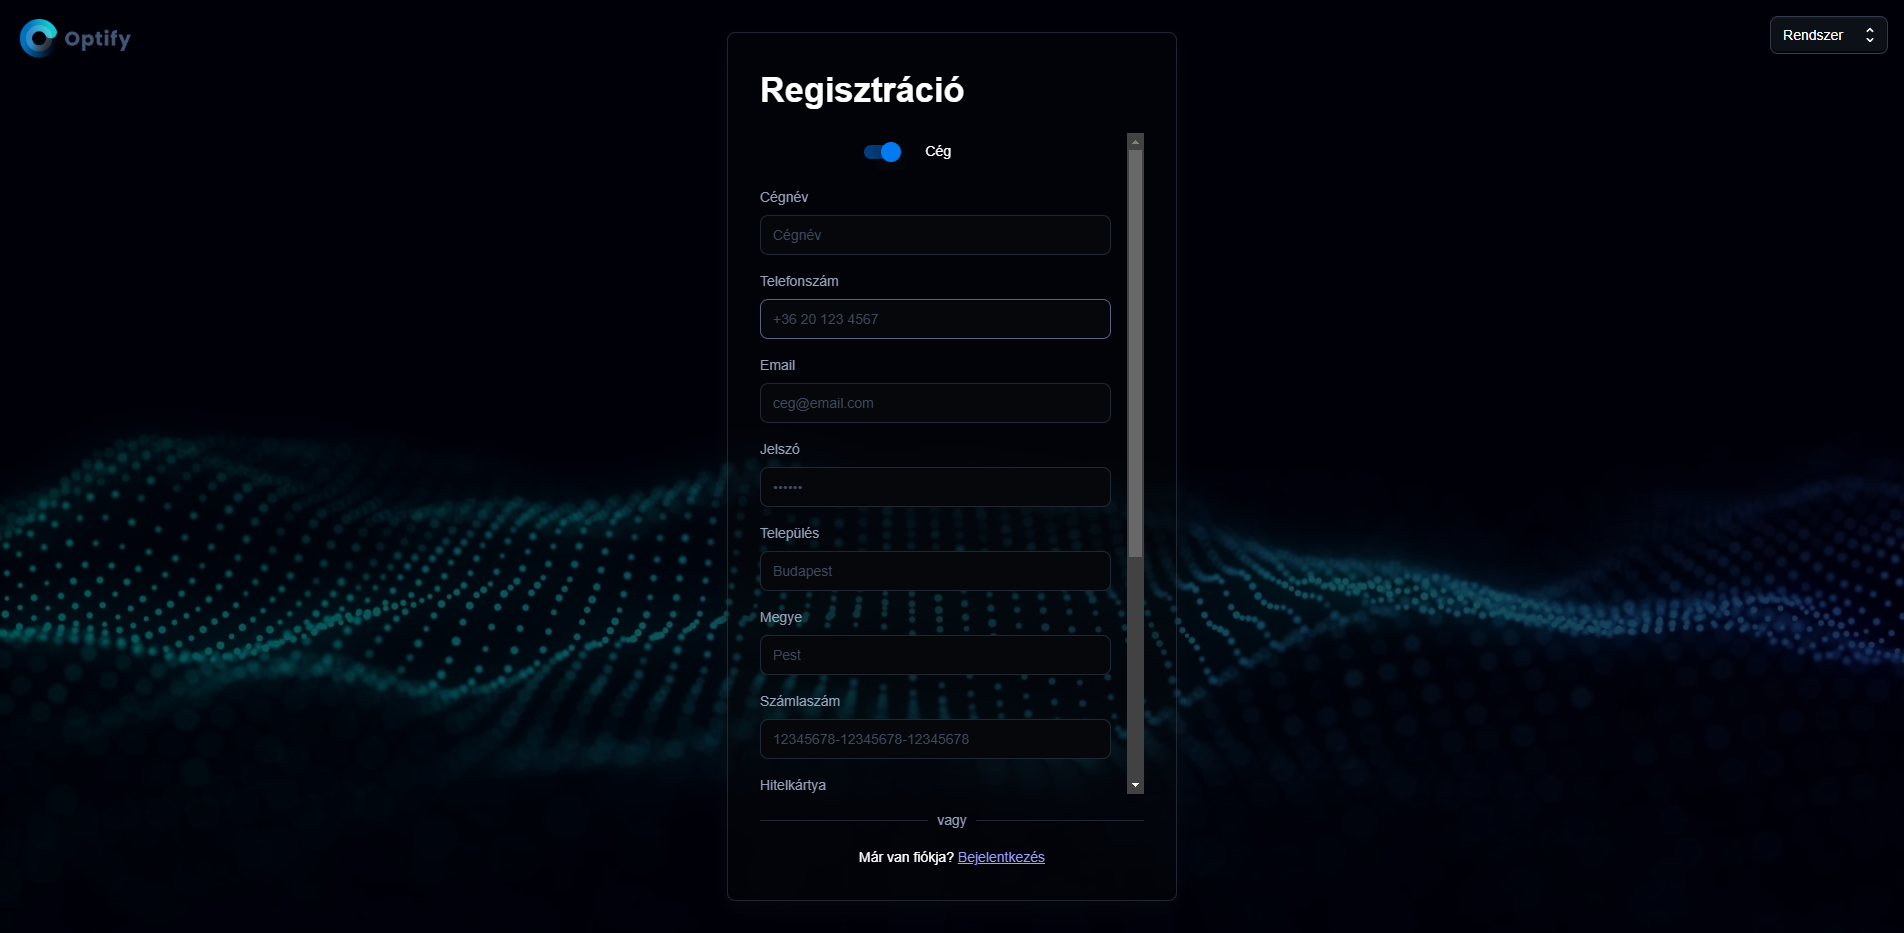 Optify
Rendszer
Regisztráció
Cég
Cégnév
Cégnév
Telefonszám
+36 20 123 4567
Email
ceg@email.com
Jelszó
••••••
Település
Budapest
Megye
Pest
Számlaszám
12345678-12345678-12345678
Hitelkártya
vagy
Már van fiókja? Bejelentkezés